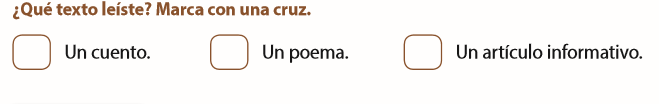 ¿Qué texto leíste? Marca con una cruz.
Un cuento. Un poema. Un artículo informativo.